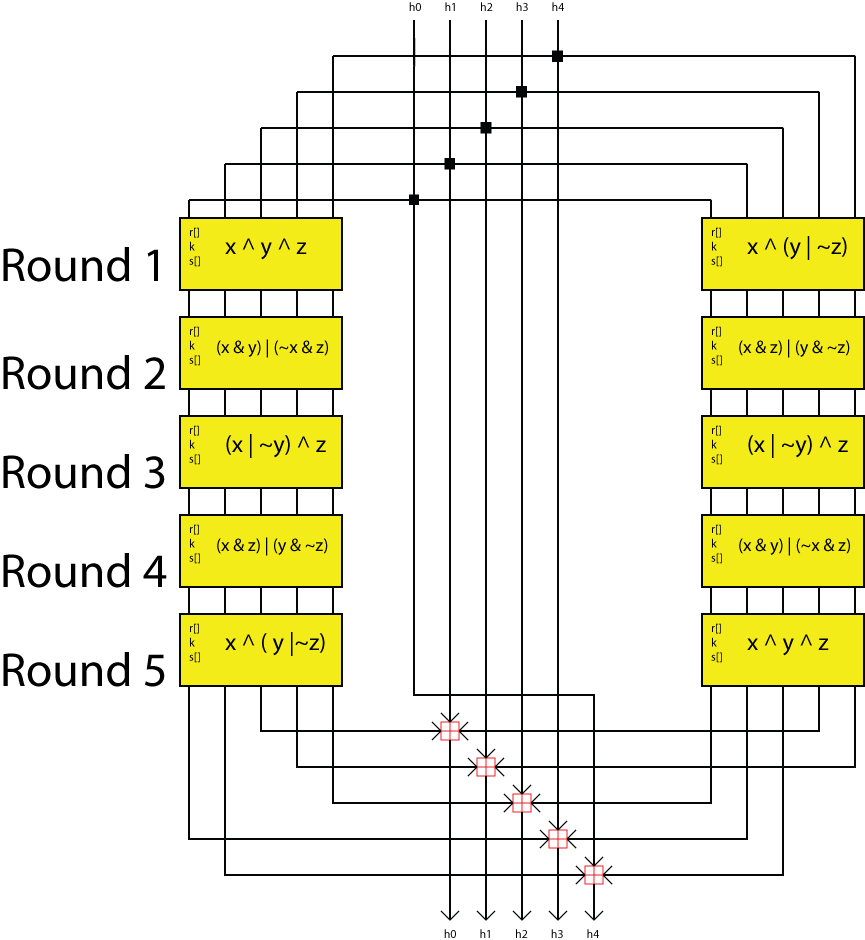 h0 h1 h2 h3 h4
Round 1
r[]
k
s[]
x ^ y ^ z
r[]
k
s[]
x ^ (y | ~z)
Round 2
r[]
k
s[]
(x & y) | (~x & z)
r[]
k
s[]
(x & z) | (y & ~z)
Round 3
r[]
k
s[]
(x | ~y) ^ z
r[]
k
s[]
(x | ~y) ^ z
Round 4
r[]
k
s[]
(x & z) | (y & ~z)
r[]
k
s[]
(x & y) | (~x & z)
Round 5
r[]
k
s[]
x ^ ( y |~z)
r[]
k
s[]
x ^ y ^ z
h0 h1 h2 h3 h4